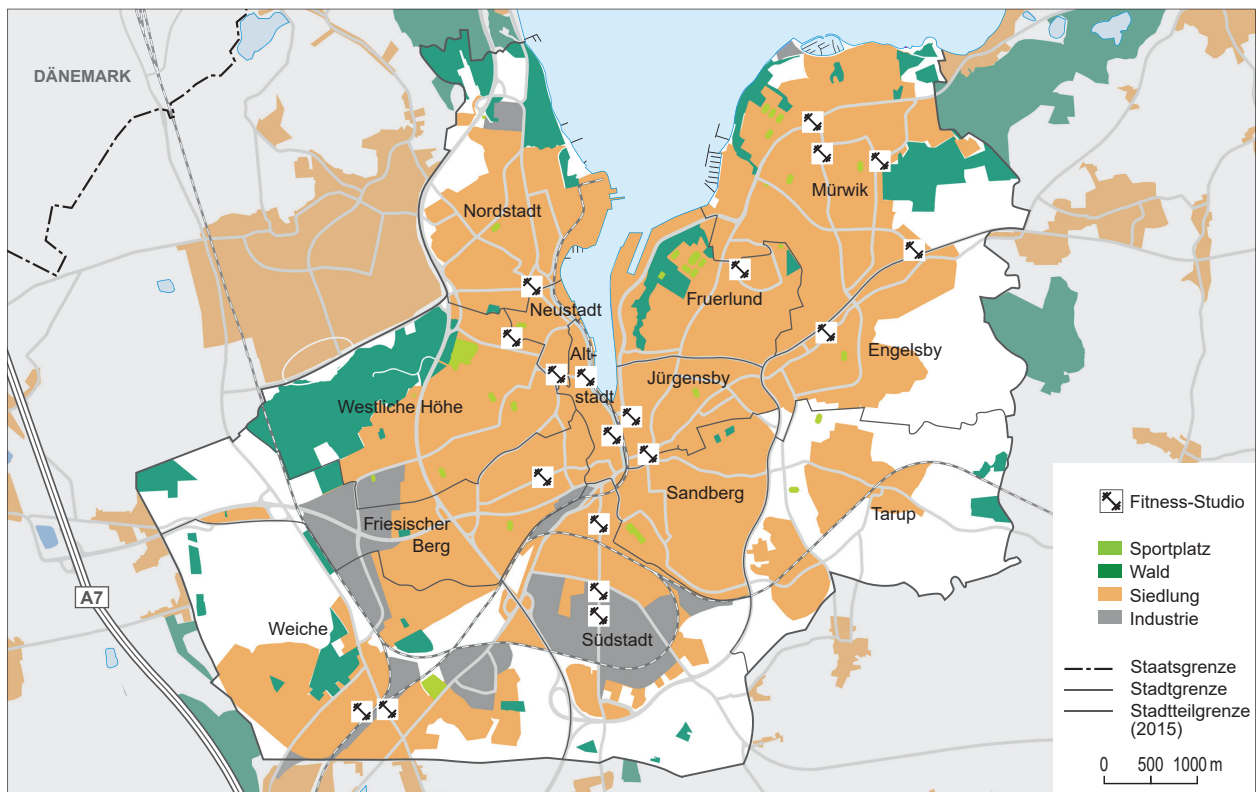 DÄNEMARK
Nordstadt
Mürwik
Neustadt
Fruerlund
Alt-
stadt
Engelsby
Jürgensby
Westliche Höhe
Sandberg
Tarup
Friesischer
Berg
A7
Weiche
Südstadt
Fitness-Studio
Sportplatz
Wald
Siedlung
Industrie
Staatsgrenze
Stadtgrenze
Stadtteilgrenze
(2015)
0 500 1000 m